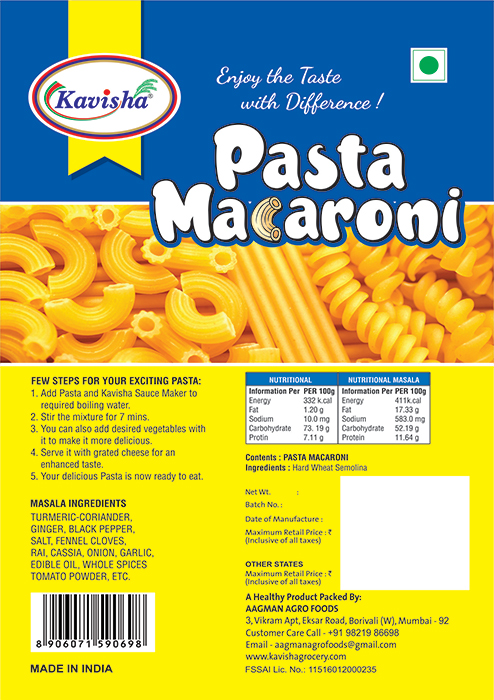 Kavisha®
Enjoy the Taste
with Difference !
Pasta
Macaroni
FEW STEPS FOR YOUR EXCITING PASTA:
1. Add Pasta and Kavisha Sauce Maker to
required boiling water.
2. Stir the mixture for 7 mins.
3. You can also add desired vegetables with
it to make it more delicious.
4. Serve it with grated cheese for an
enhanced taste.
5. Your delicious Pasta is now ready to eat.
MASALA INGREDIENTS
TURMERIC-CORIANDER,
GINGER, BLACK PEPPER,
SALT, FENNEL CLOVES,
RAI, CASSIA, ONION, GARLIC,
EDIBLE OIL, WHOLE SPICES
TOMATO POWDER, ETC.
8 906071 590698
MADE IN INDIA
NUTRITIONAL
Information Per PER 100g
Energy 332 k.cal
Fat 1.20 g
Sodium 10.0 mg
Carbohydrate 73. 19 g
Protin 7.11 g
NUTRITIONAL MASALA
Information Per PER 100g
Energy 411k.cal
Fat 17.33 g
Sodium 583.0 mg
Carbohydrate 52.19 g
Protein 11.64 g
Contents : PASTA MACARONI
Ingredients : Hard Wheat Semolina
Net Wt. :
Batch No. :
Date of Manufacture :
Maximum Retail Price : ₹
(Inclusive of all taxes)
OTHER STATES
Maximum Retail Price : ₹
(Inclusive of all taxes)
A Healthy Product Packed By:
AAGMAN AGRO FOODS
3, Vikram Apt, Eksar Road, Borivali (W), Mumbai - 92
Customer Care Call - +91 98219 86698
Email - aagmanagrofoods@gmail.com
www.kavishagrocery.com
FSSAI Lic. No.: 11516012000235